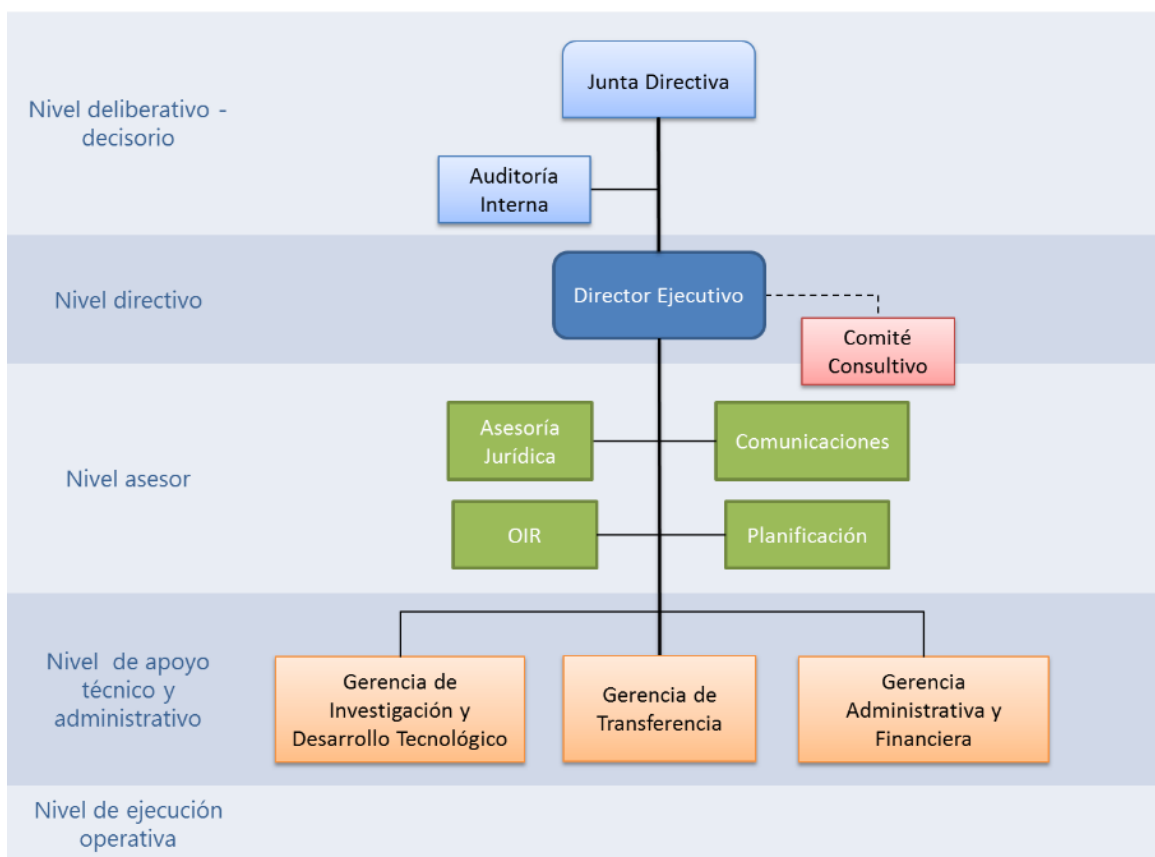 Nivel deliberativo -
decisorio
Junta Directiva
Auditoría
Interna
Nivel directivo
Director Ejecutivo
Comité
Consultivo
Nivel asesor
Asesoría
Jurídica
Comunicaciones
OIR
Planificación
Nivel de apoyo
técnico y
administrativo
Gerencia de
Investigación y
Desarrollo Tecnológico
Gerencia de
Transferencia
Gerencia
Administrativa y
Financiera
Nivel de ejecución
operativa